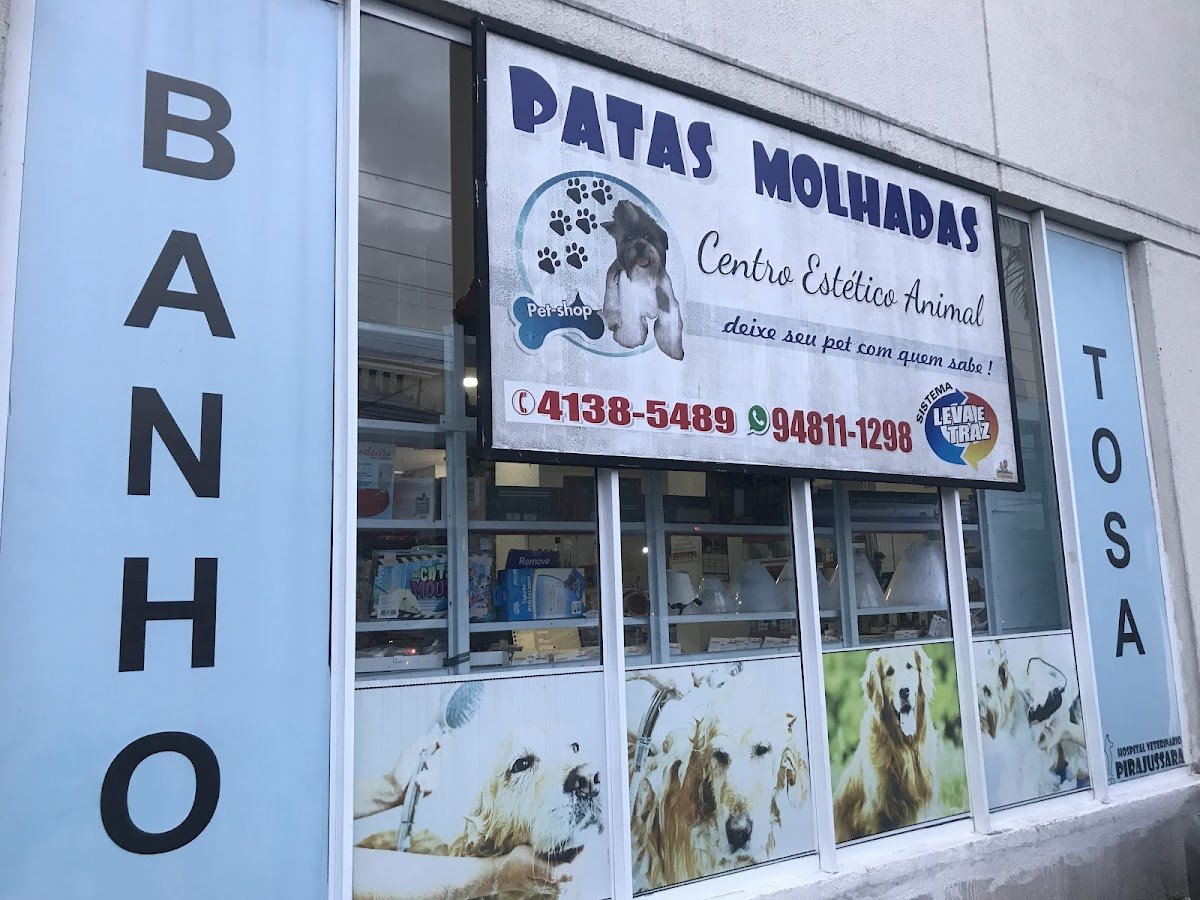 BANHO
PATAS MOLHADAS
Pet-shop
Centro Estético Animal
deixe seu pet com quem sabe!
4138-5489 94811-1298
SISTEMA
LEVA E
TRAZ
Remove
TOSA
HOSPITAL VETERINÁRIO
PIRAJUSSARA